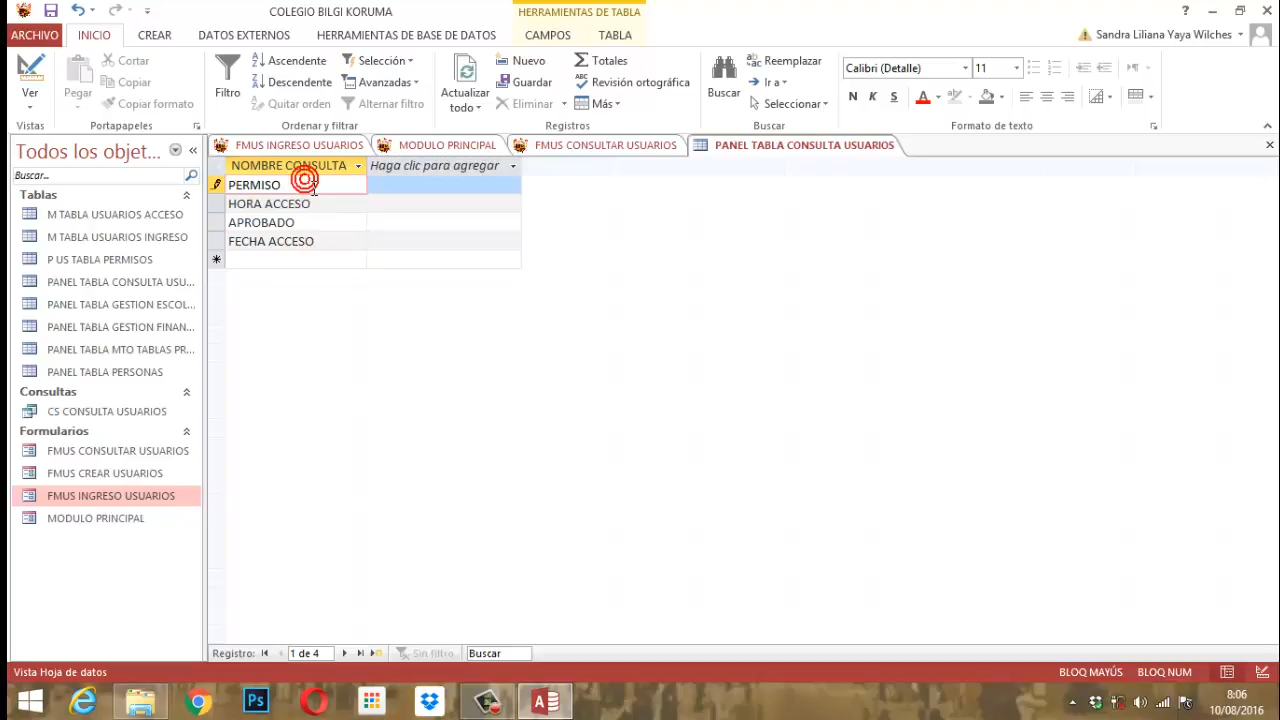 COLEGIO BILGI KORUMA
HERRAMIENTAS DE TABLA
?
ARCHIVO INICIO CREAR DATOS EXTERNOS HERRAMIENTAS DE BASE DE DATOS CAMPOS TABLA
Sandra Liliana Yaya Wilches
Ver
Vistas
Pegar
Cortar
Copiar
Copiar formato
Portapapeles
Filtro
Ascendente
Descendente
Quitar orden
Selección
Avanzadas
Alternar filtro
Ordenar y filtrar
Actualizar
todo
Nuevo
Guardar
Eliminar
Totales
Revisión ortográfica
Más
Registros
Buscar
Reemplazar
Ir a
Seleccionar
Buscar
Calibri (Detalle) 11
N K S A
Formato de texto
Todos los objet...
Buscar...
Tablas
M TABLA USUARIOS ACCESO
M TABLA USUARIOS INGRESO
P US TABLA PERMISOS
PANEL TABLA CONSULTA USU...
PANEL TABLA GESTION ESCOL...
PANEL TABLA GESTION FINAN...
PANEL TABLA MTO TABLAS PR...
PANEL TABLA PERSONAS
Consultas
CS CONSULTA USUARIOS
Formularios
FMUS CONSULTAR USUARIOS
FMUS CREAR USUARIOS
FMUS INGRESO USUARIOS
MODULO PRINCIPAL
FMUS INGRESO USUARIOS MODULO PRINCIPAL FMUS CONSULTAR USUARIOS PANEL TABLA CONSULTA USUARIOS
NOMBRE CONSULTA Haga clic para agregar
PERMISO
HORA ACCESO
APROBADO
FECHA ACCESO
Registro: 1 de 4 Sin filtro Buscar
Vista Hoja de datos BLOQ MAYÚS BLOQ NUM
Ps
8:06
10/08/2016